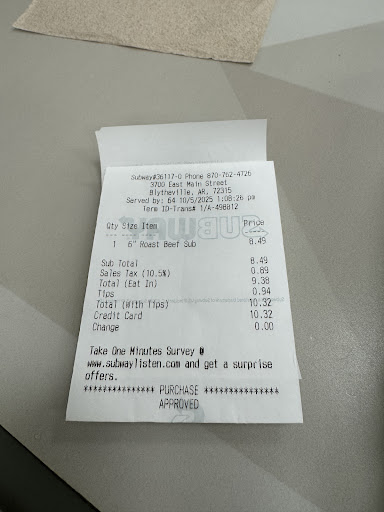 Subway#36117-0 Phone 870-762-4726
3700 East Main Street
Blytheville, AR, 72315
Served by: 64 10/5/2025 1:08:26 pm
Term ID-Trans# 1/A-498812
Qty Size Item Price
1 6" Roast Beef Sub 8.49
Sub Total 8.49
Sales Tax (10.5%) 0.89
Total (Eat In) 9.38
Tips 0.94
Total (With Tips) 10.32
Credit Card 10.32
Change 0.00
Take One Minutes Survey @
www.subwaylisten.com and get a surprise
offers.
*************** PURCHASE ****************
APPROVED